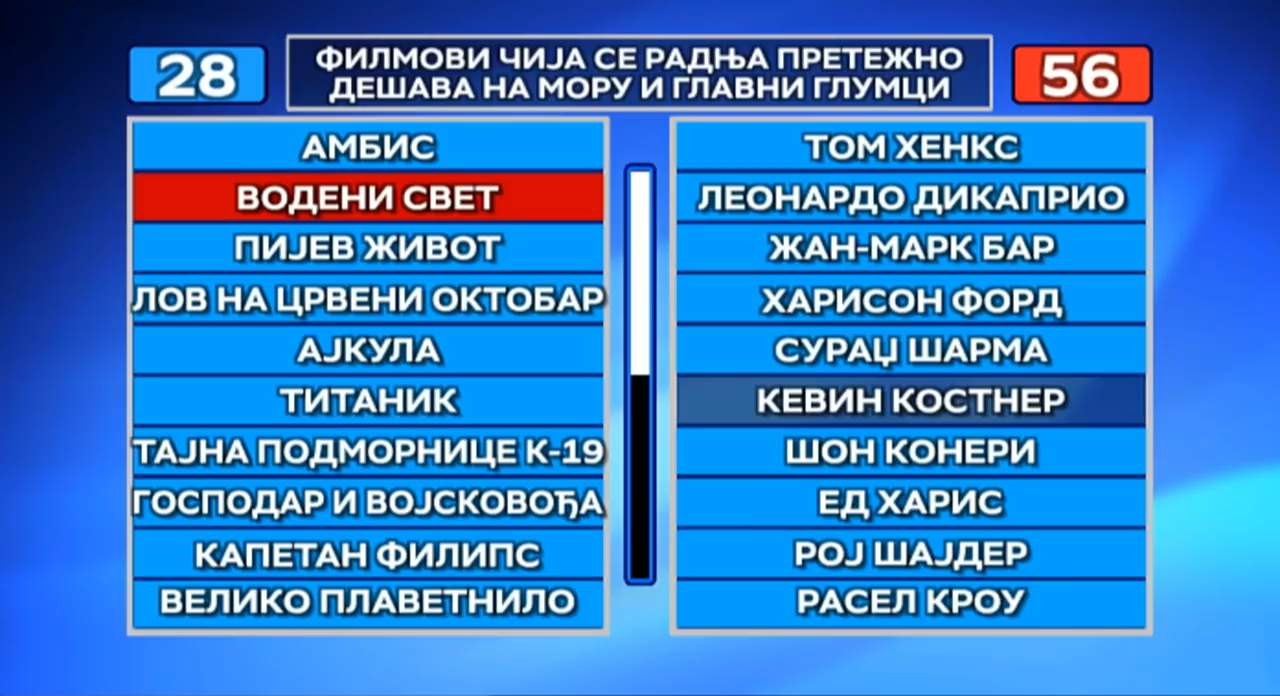 28
ФИЛМОВИ ЧИЈА СЕ РАДЊА ПРЕТЕЖНО
ДЕШАВА НА МОРУ И ГЛАВНИ ГЛУМЦИ
56
АМБИС
ТОМ ХЕНКС
ВОДЕНИ СВЕТ
ЛЕОНАРДО ДИКАПРИО
ПИЈЕВ ЖИВОТ
ЖАН-МАРК БАР
ЛОВ НА ЦРВЕНИ ОКТОБАР
ХАРИСОН ФОРД
АЈКУЛА
СУРАЏ ШАРМА
ТИТАНИК
КЕВИН КОСТНЕР
ТАЈНА ПОДМОРНИЦЕ К-19
ШОН КОНЕРИ
ГОСПОДАР И ВОЈСКОВОЂА
ЕД ХАРИС
КАПЕТАН ФИЛИПС
РОЈ ШАЈДЕР
ВЕЛИКО ПЛАВЕТНИЛО
РАСЕЛ КРОУ